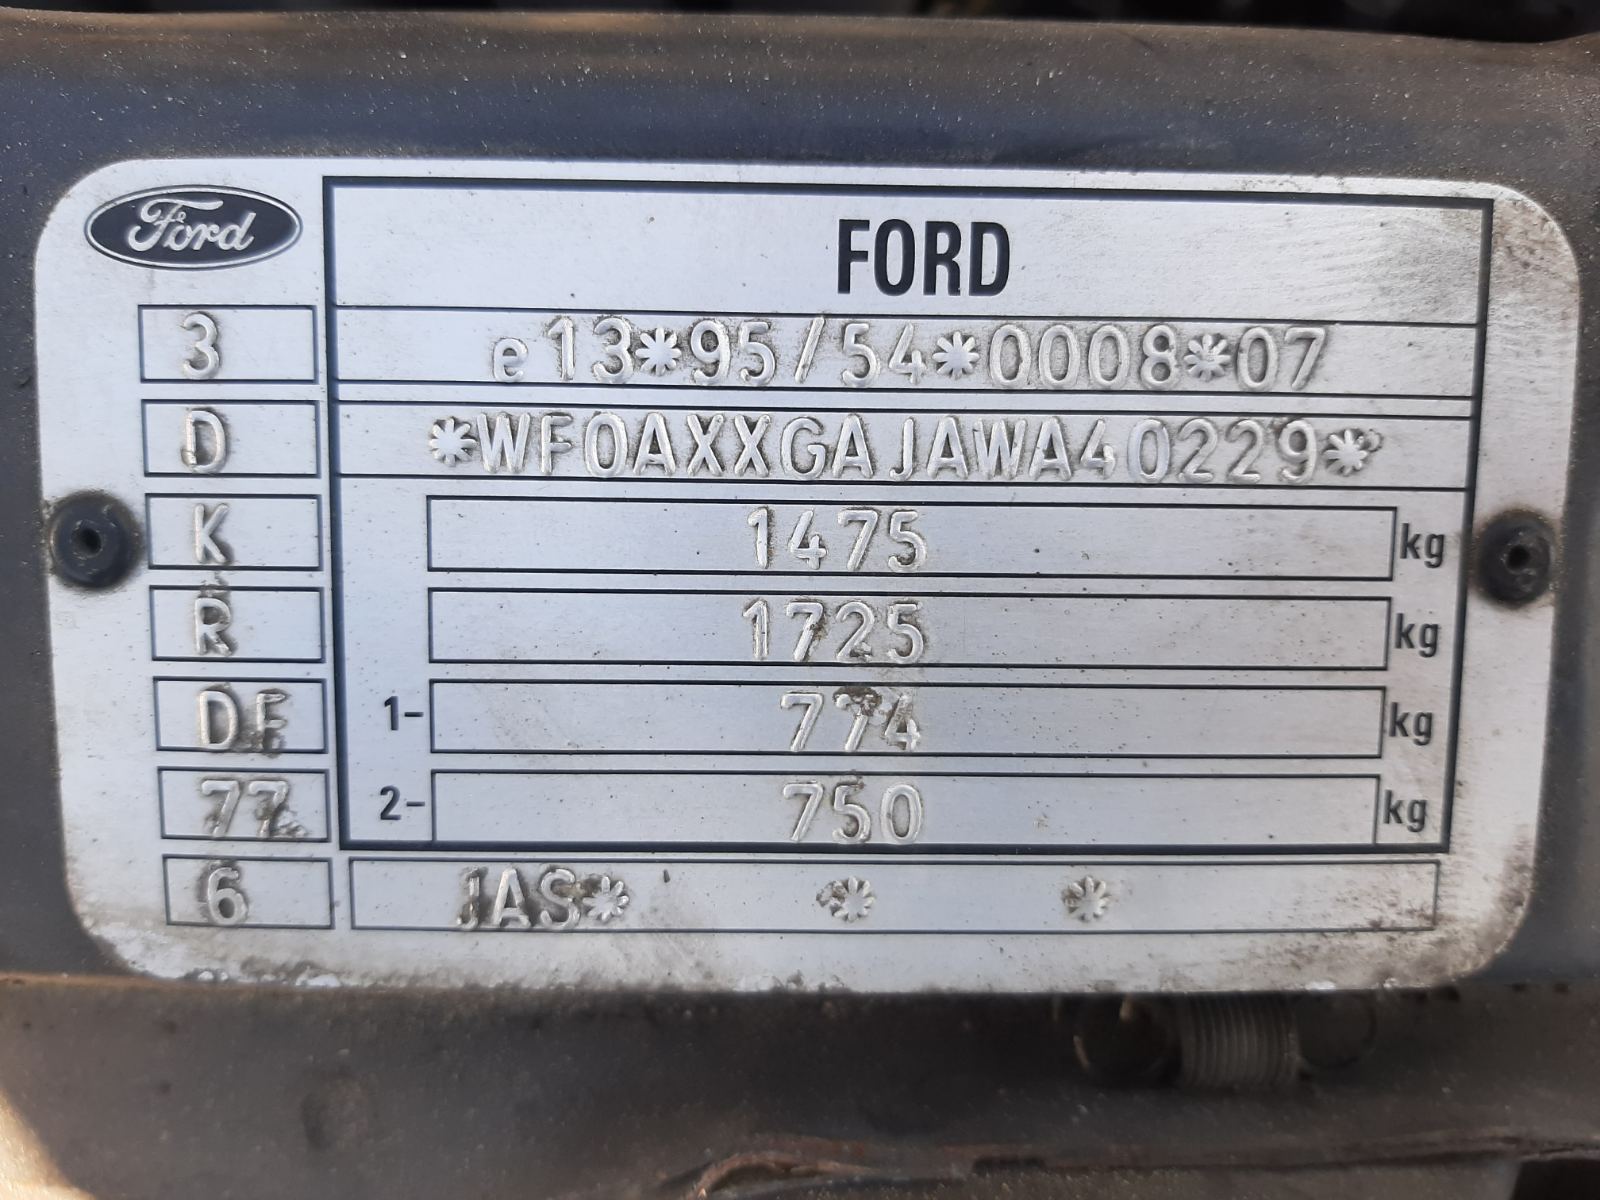 Ford
FORD
3 e13*95/54*0008*07
D *WF0AXXGAJAWA40229*
K 1475 kg
R 1725 kg
DE 1- 774 kg
77 2- 750 kg
6 JAS* * *